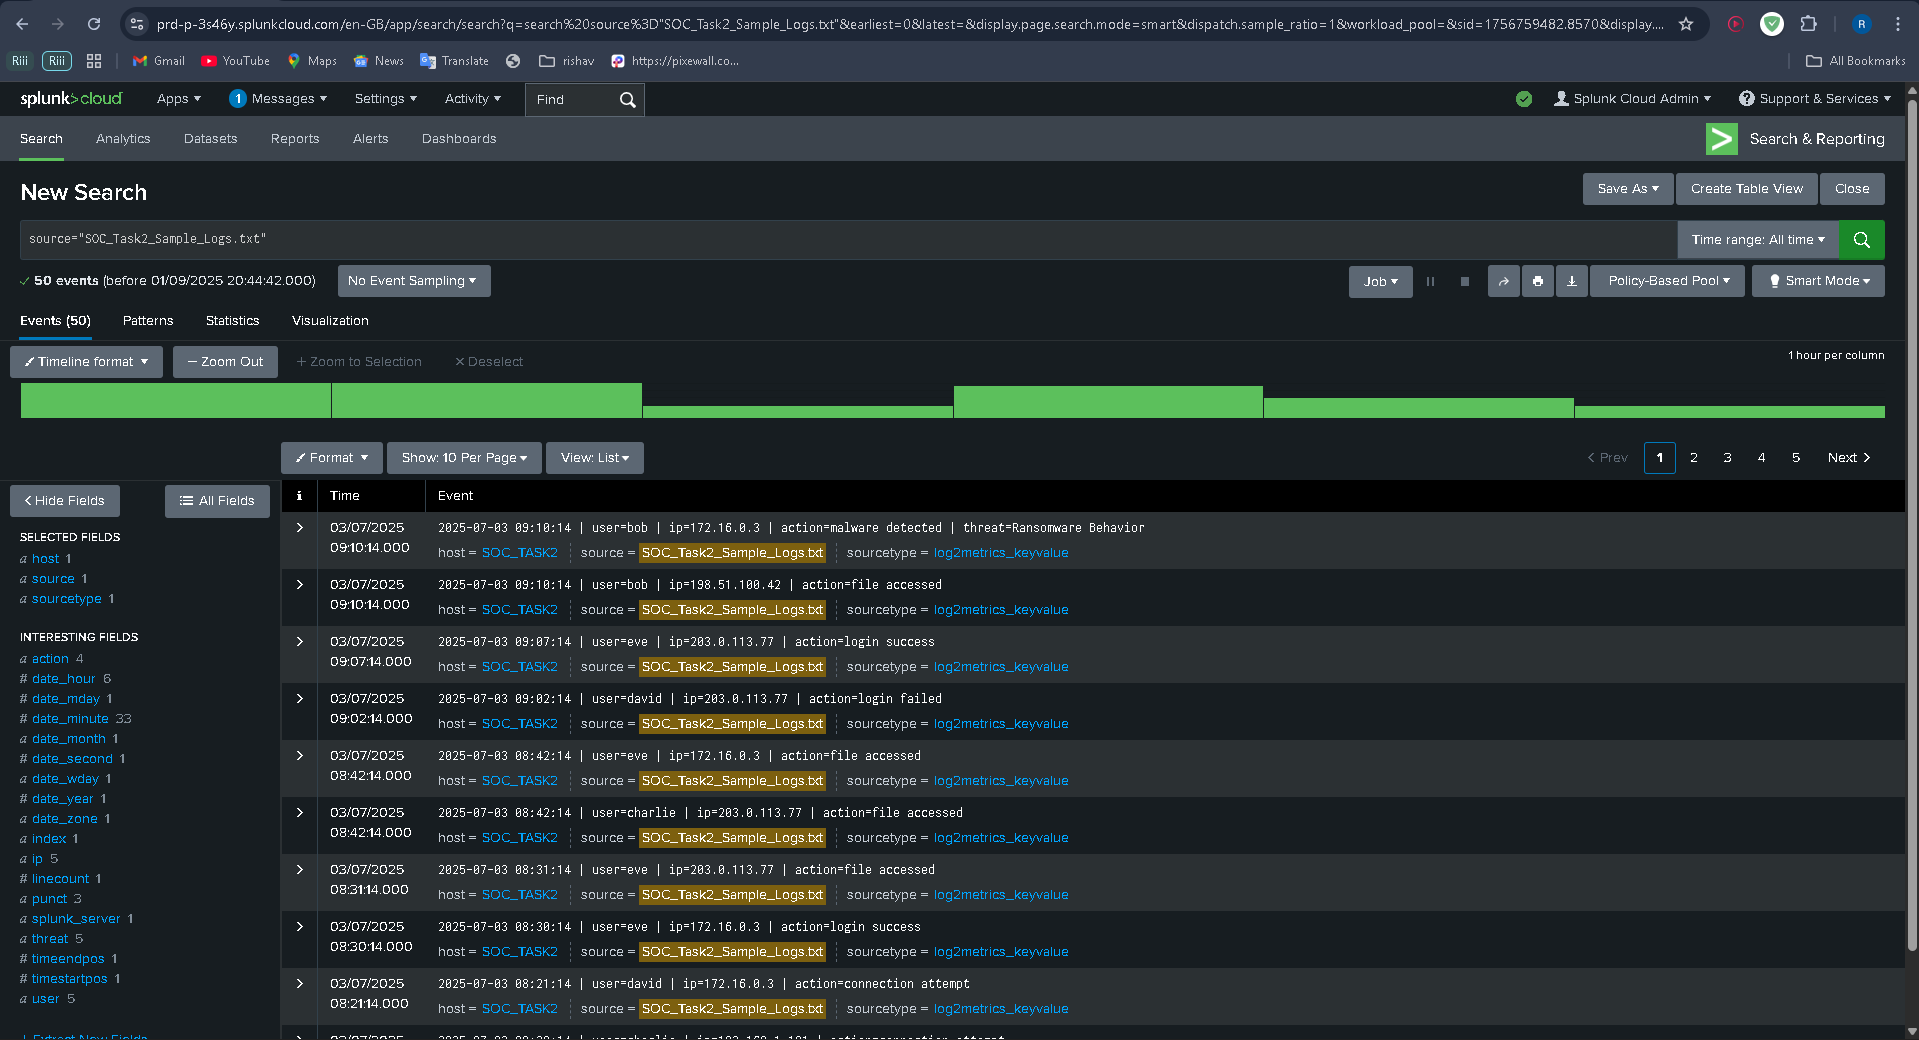 prd-p-3s46y.splunkcloud.com/en-GB/app/search/search?q=search%20source%3D"SOC_Task2_Sample_Logs.txt"&earliest=0&latest=&display.page.search.mode=smart&dispatch.sample_ratio=1&workload_pool=&sid=1756759482.8570&display....
R
Riii Riii Gmail YouTube Maps News Translate rishav https://pixewall.co... All Bookmarks
splunk>cloud Apps 1 Messages Settings Activity Find Splunk Cloud Admin ? Support & Services
Search Analytics Datasets Reports Alerts Dashboards > Search & Reporting
New Search Save As Create Table View Close
source="SOC_Task2_Sample_Logs.txt" Time range: All time
✓ 50 events (before 01/09/2025 20:44:42.000) No Event Sampling Job Policy-Based Pool Smart Mode
Events (50) Patterns Statistics Visualization
Timeline format — Zoom Out + Zoom to Selection × Deselect 1 hour per column
Format Show: 10 Per Page View: List < Prev 1 2 3 4 5 Next >
< Hide Fields All Fields
SELECTED FIELDS
a host 1
a source 1
a sourcetype 1
INTERESTING FIELDS
a action 4
# date_hour 6
# date_mday 1
# date_minute 33
a date_month 1
# date_second 1
a date_wday 1
# date_year 1
a date_zone 1
a index 1
a ip 5
# linecount 1
a punct 3
a splunk_server 1
a threat 5
# timeendpos 1
# timestartpos 1
a user 5
+ Extract New Fields
i Time Event
> 03/07/2025 2025-07-03 09:10:14 | user=bob | ip=172.16.0.3 | action=malware detected | threat=Ransomware Behavior
09:10:14.000 host = SOC_TASK2 source = SOC_Task2_Sample_Logs.txt sourcetype = log2metrics_keyvalue
> 03/07/2025 2025-07-03 09:10:14 | user=bob | ip=198.51.100.42 | action=file accessed
09:10:14.000 host = SOC_TASK2 source = SOC_Task2_Sample_Logs.txt sourcetype = log2metrics_keyvalue
> 03/07/2025 2025-07-03 09:07:14 | user=eve | ip=203.0.113.77 | action=login success
09:07:14.000 host = SOC_TASK2 source = SOC_Task2_Sample_Logs.txt sourcetype = log2metrics_keyvalue
> 03/07/2025 2025-07-03 09:02:14 | user=david | ip=203.0.113.77 | action=login failed
09:02:14.000 host = SOC_TASK2 source = SOC_Task2_Sample_Logs.txt sourcetype = log2metrics_keyvalue
> 03/07/2025 2025-07-03 08:42:14 | user=eve | ip=172.16.0.3 | action=file accessed
08:42:14.000 host = SOC_TASK2 source = SOC_Task2_Sample_Logs.txt sourcetype = log2metrics_keyvalue
> 03/07/2025 2025-07-03 08:42:14 | user=charlie | ip=203.0.113.77 | action=file accessed
08:42:14.000 host = SOC_TASK2 source = SOC_Task2_Sample_Logs.txt sourcetype = log2metrics_keyvalue
> 03/07/2025 2025-07-03 08:31:14 | user=eve | ip=203.0.113.77 | action=file accessed
08:31:14.000 host = SOC_TASK2 source = SOC_Task2_Sample_Logs.txt sourcetype = log2metrics_keyvalue
> 03/07/2025 2025-07-03 08:30:14 | user=eve | ip=172.16.0.3 | action=login success
08:30:14.000 host = SOC_TASK2 source = SOC_Task2_Sample_Logs.txt sourcetype = log2metrics_keyvalue
> 03/07/2025 2025-07-03 08:21:14 | user=david | ip=172.16.0.3 | action=connection attempt
08:21:14.000 host = SOC_TASK2 source = SOC_Task2_Sample_Logs.txt sourcetype = log2metrics_keyvalue